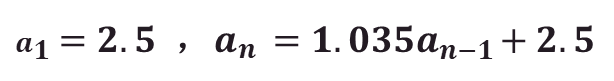 a₁ = 2.5 , aₙ = 1.035aₙ₋₁ + 2.5